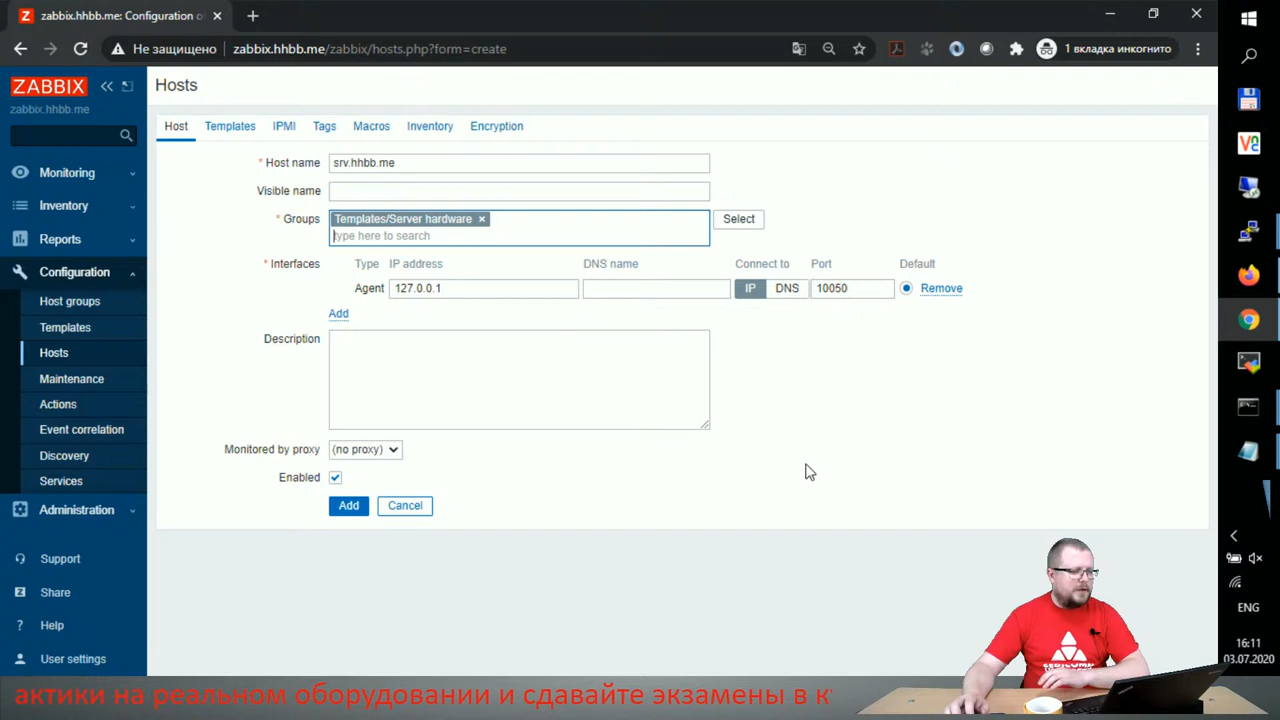 zabbix.hhbb.me: Configuration o
Не защищено
zabbix.hhbb.me/zabbix/hosts.php?form=create
1 вкладка инкогнито
ZABBIX
zabbix.hhbb.me
Monitoring
Inventory
Reports
Configuration
Host groups
Templates
Hosts
Maintenance
Actions
Event correlation
Discovery
Services
Administration
Support
Share
Help
User settings
Hosts
Host Templates IPMI Tags Macros Inventory Encryption
* Host name srv.hhbb.me
Visible name
* Groups Templates/Server hardware × Select
type here to search
* Interfaces Type IP address DNS name Connect to Port Default
Agent 127.0.0.1 IP DNS 10050 Remove
Add
Description
Monitored by proxy (no proxy)
Enabled
Add Cancel
ENG
16:11
03.07.2020
актики на реальном оборудовании и сдавайте экзамены в к